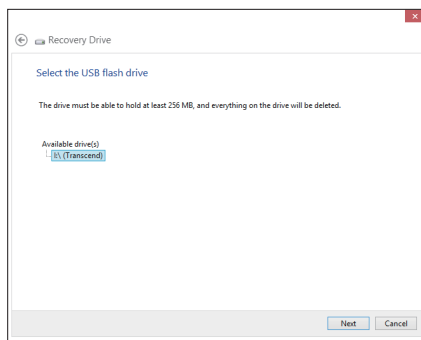 Recovery Drive
Select the USB flash drive
The drive must be able to hold at least 256 MB, and everything on the drive will be deleted.
Available drive(s)
I:\ (Transcend)
Next
Cancel